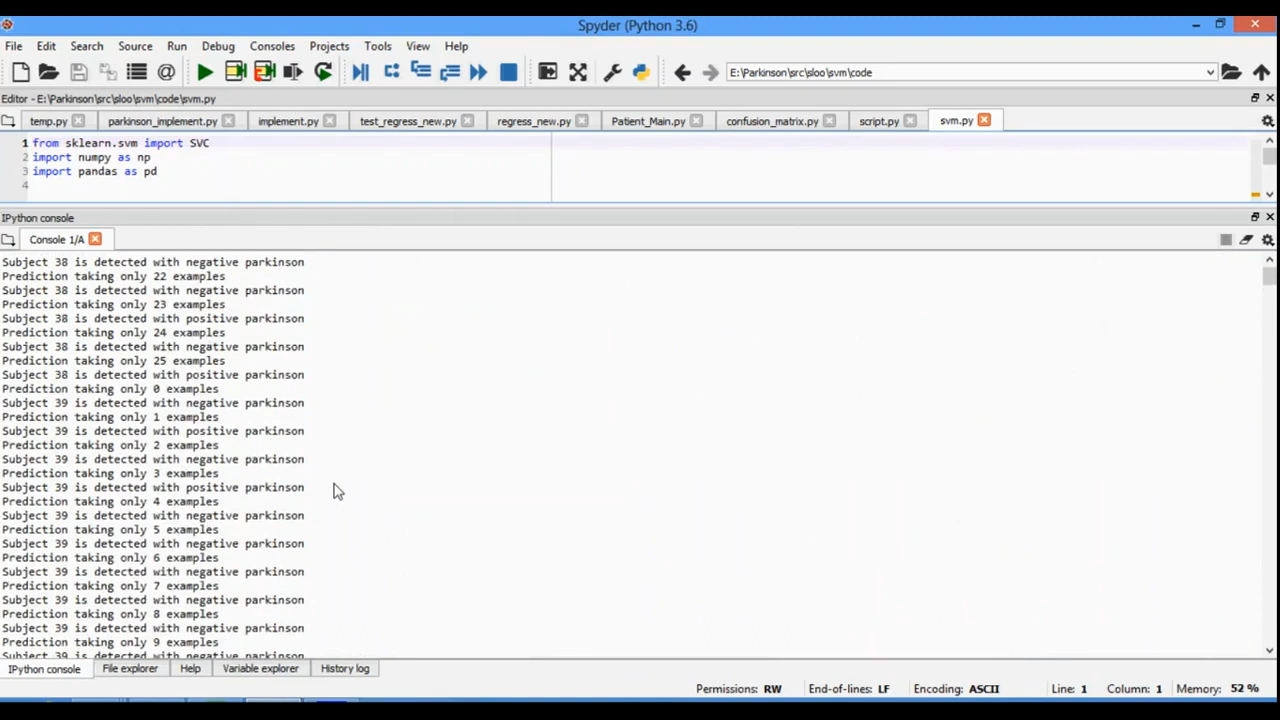 Spyder (Python 3.6)
File Edit Search Source Run Debug Consoles Projects Tools View Help
E:\Parkinson\src\sloo\svm\code
Editor - E:\Parkinson\src\sloo\svm\code\svm.py
temp.py parkinson_implement.py implement.py test_regress_new.py regress_new.py Patient_Main.py confusion_matrix.py script.py svm.py
1 from sklearn.svm import SVC
2 import numpy as np
3 import pandas as pd
4
IPython console
Console 1/A
Subject 38 is detected with negative parkinson
Prediction taking only 22 examples
Subject 38 is detected with negative parkinson
Prediction taking only 23 examples
Subject 38 is detected with positive parkinson
Prediction taking only 24 examples
Subject 38 is detected with negative parkinson
Prediction taking only 25 examples
Subject 38 is detected with positive parkinson
Prediction taking only 0 examples
Subject 39 is detected with negative parkinson
Prediction taking only 1 examples
Subject 39 is detected with positive parkinson
Prediction taking only 2 examples
Subject 39 is detected with negative parkinson
Prediction taking only 3 examples
Subject 39 is detected with positive parkinson
Prediction taking only 4 examples
Subject 39 is detected with negative parkinson
Prediction taking only 5 examples
Subject 39 is detected with negative parkinson
Prediction taking only 6 examples
Subject 39 is detected with negative parkinson
Prediction taking only 7 examples
Subject 39 is detected with negative parkinson
Prediction taking only 8 examples
Subject 39 is detected with negative parkinson
Prediction taking only 9 examples
Subject 39 is detected with negative parkinson
IPython console File explorer Help Variable explorer History log
Permissions: RW End-of-lines: LF Encoding: ASCII Line: 1 Column: 1 Memory: 52 %